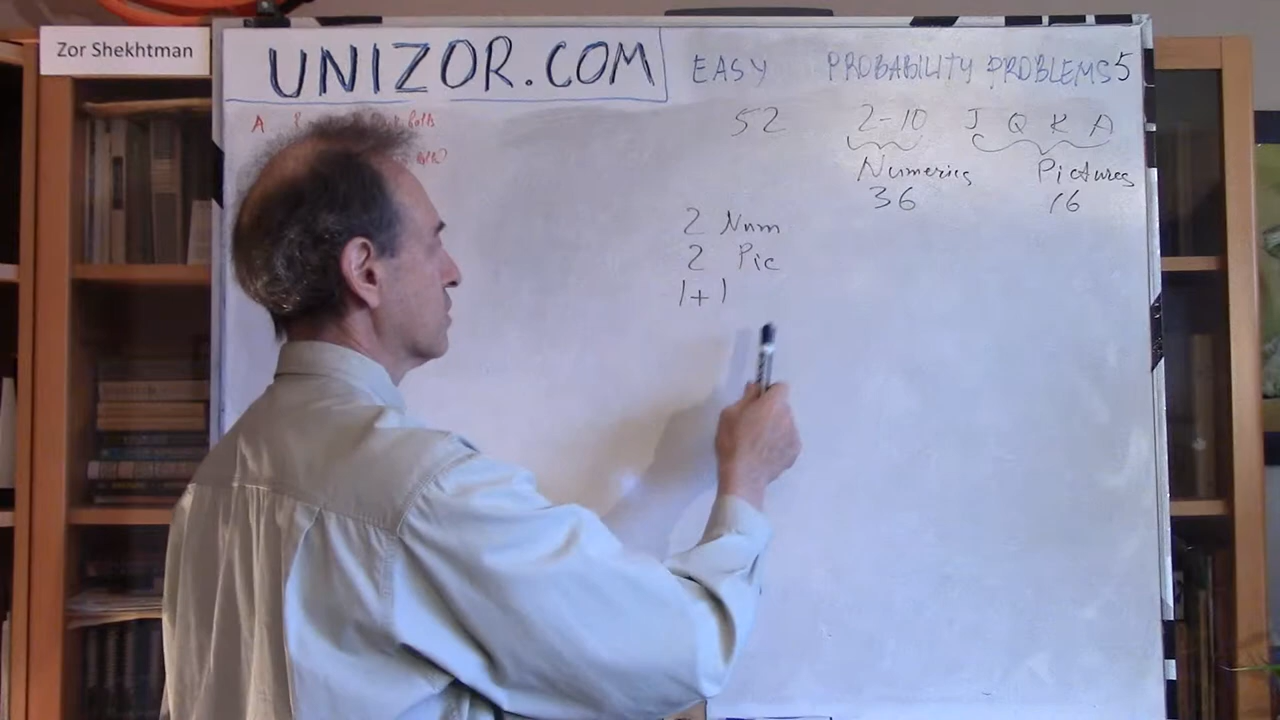 Zor Shekhtman
UNIZOR.COM EASY PROBABILITY PROBLEMS 5
A
52 2-10 J Q K A
Numerics Pictures
36 16
2 Num
2 Pic
1+1